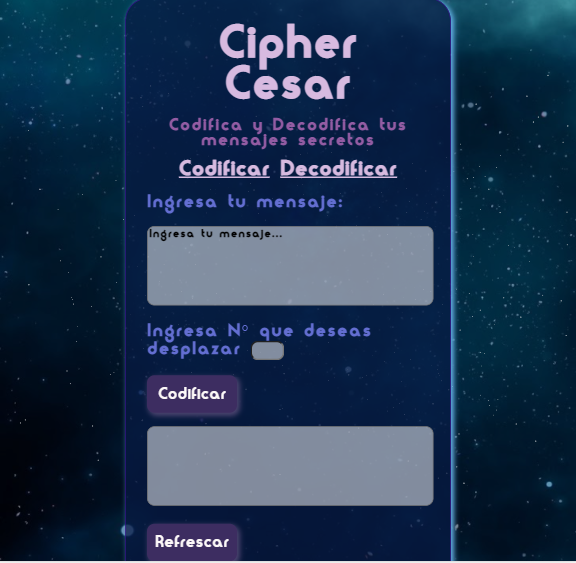 Cipher
Cesar
Codifica y Decodifica tus
mensajes secretos
Codificar Decodificar
Ingresa tu mensaje:
Ingresa tu mensaje...
Ingresa N° que deseas
desplazar
Codificar
Refrescar